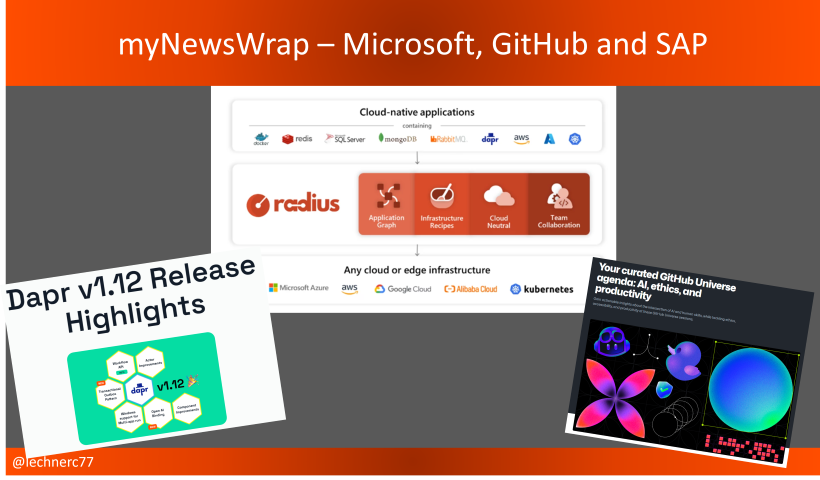 myNewsWrap – Microsoft, GitHub and SAP
Cloud-native applications
containing
docker
redis
SQL Server
mongoDB
RabbitMQ
dapr
aws
radius
Application
Graph
Infrastructure
Recipes
Cloud
Neutral
Team
Collaboration
Any cloud or edge infrastructure
Microsoft Azure
aws
Google Cloud
Alibaba Cloud
kubernetes
Dapr v1.12 Release
Highlights
Workflow
API
Actor
Improvements
Transactional
Outbox
Pattern
dapr
v1.12
Windows
support for
Multi-app run
Open AI
Binding
Component
Improvements
Your curated GitHub Universe
agenda: AI, ethics, and
productivity
@lechnerc77